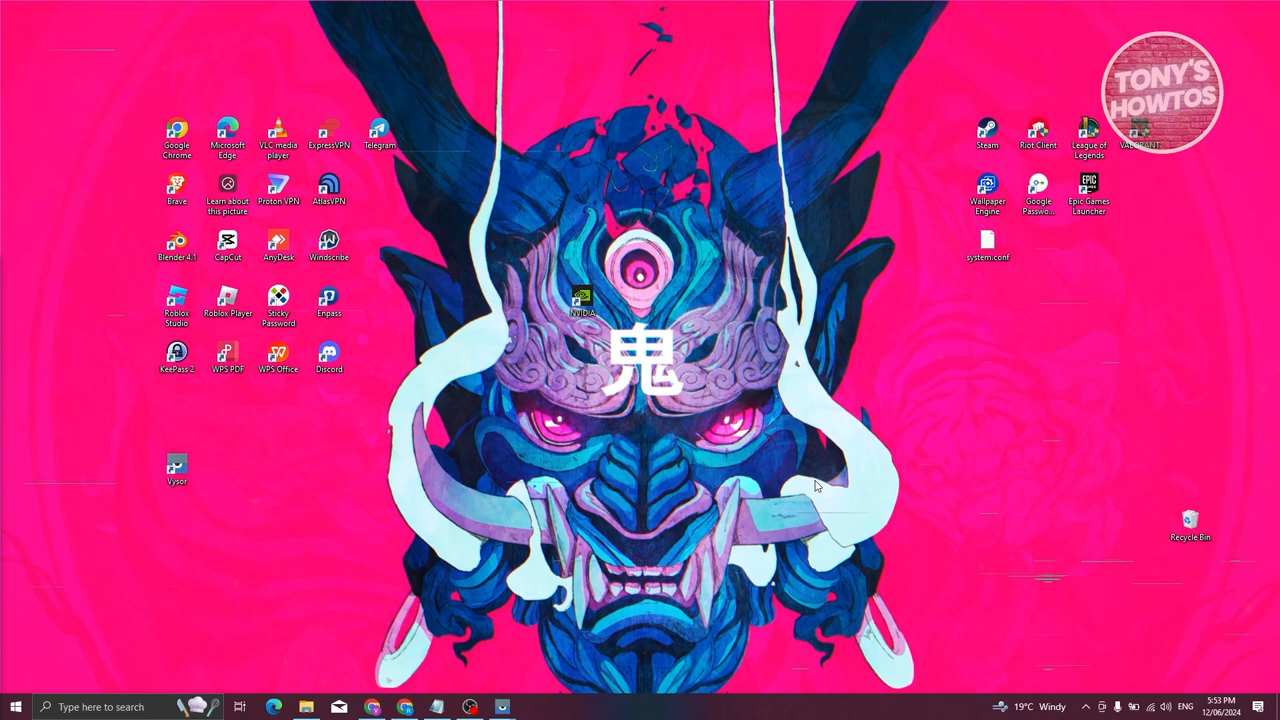 TONY'S
HOWTOS
Google
Chrome
Microsoft
Edge
VLC media
player
ExpressVPN
Telegram
Steam
Riot Client
League of
Legends
Brave
Learn about
this picture
Proton VPN
AtlasVPN
Wallpaper
Engine
Google
Passwo...
EPIC
GAMES
Epic Games
Launcher
Blender 4.1
CapCut
AnyDesk
Windscribe
system.conf
Roblox
Studio
Roblox Player
Sticky
Password
Enpass
NVIDIA
鬼
KeePass 2
WPS PDF
WPS Office
Discord
Vysor
Recycle Bin
Type here to search
19°C Windy
ENG
5:53 PM
12/06/2024